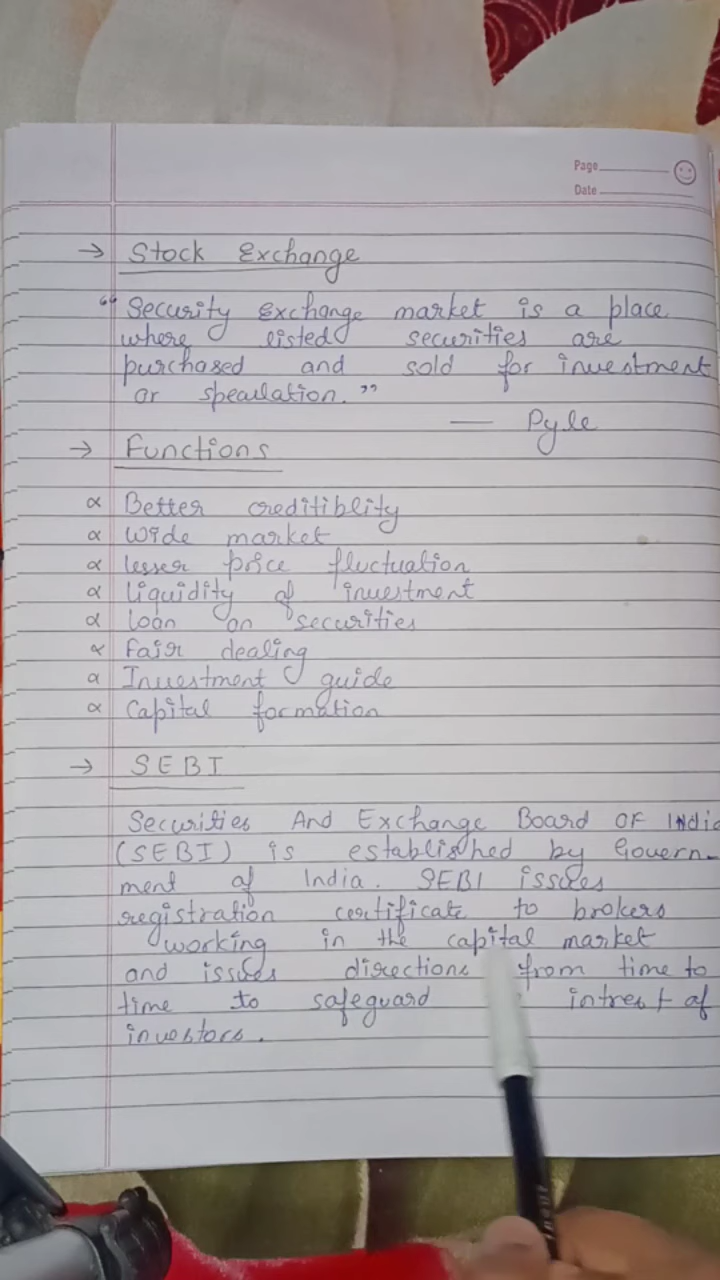 Page
Date
→ Stock Exchange
“ Security Exchange market is a place
where listed securities are
purchased and sold for investment
or speculation. ”
— Pyle
→ Functions
∝ Better creditiblity
∝ wide market
∝ lesser price fluctuation
∝ liquidity of investment
∝ loan on securities
∝ Fair dealing
∝ Investment guide
∝ Capital formation
→ SEBI
Securities And Exchange Board OF India
(SEBI) is established by Govern-
ment of India. SEBI issues
registration certificate to brokers
working in the capital market
and issues directions from time to
time to safeguard intrest of
investors.